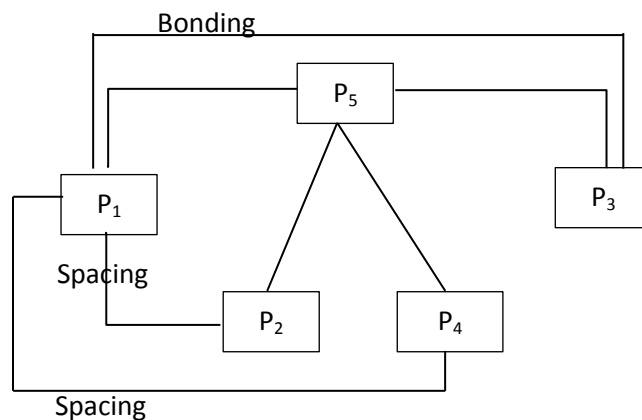 Bonding
P₅
P₁
P₃
Spacing
P₂
P₄
Spacing